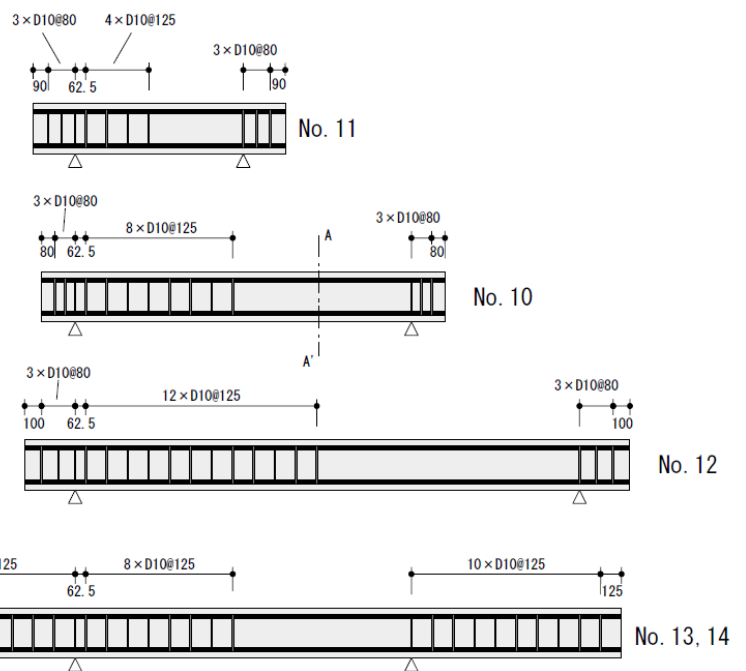 3×D10@80 4×D10@125
3×D10@80
90 62.5 90
No. 11
3×D10@80
8×D10@125 3×D10@80
80 62.5 A 80
No. 10
A'
3×D10@80
12×D10@125 3×D10@80
100 62.5 100
No. 12
125 8×D10@125 10×D10@125
62.5 125
No. 13, 14